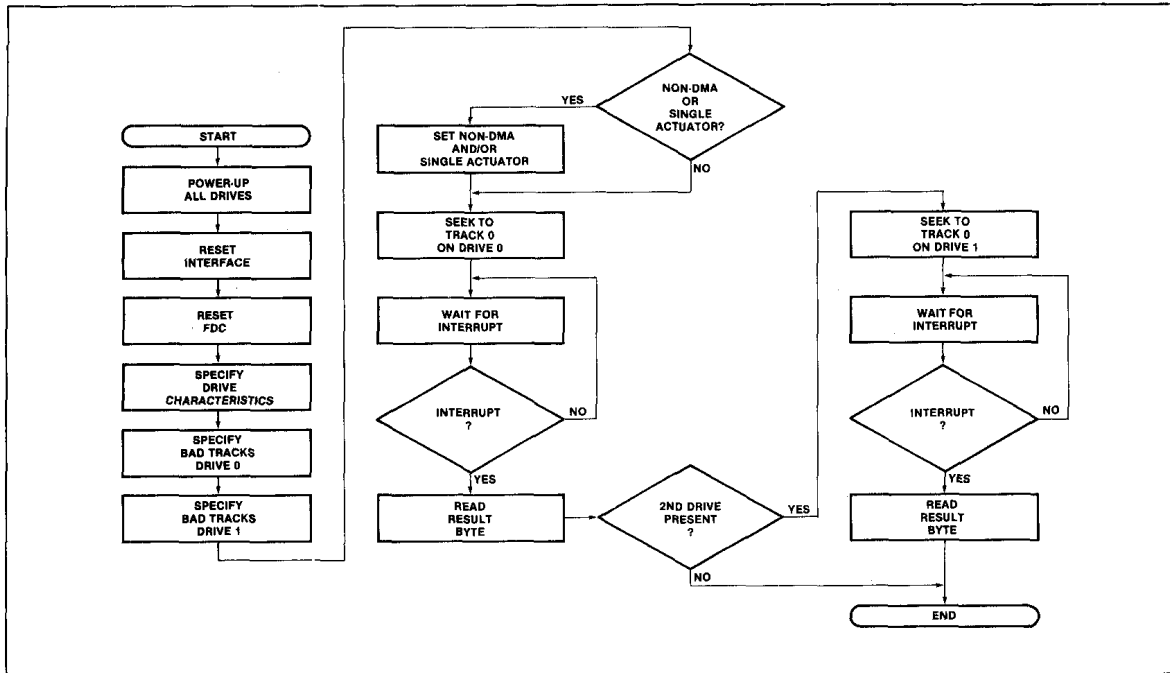 START
POWER-UP
ALL DRIVES
RESET
INTERFACE
RESET
FDC
SPECIFY
DRIVE
CHARACTERISTICS
SPECIFY
BAD TRACKS
DRIVE 0
SPECIFY
BAD TRACKS
DRIVE 1
NON-DMA
OR
SINGLE
ACTUATOR?
YES
NO
SET NON-DMA
AND/OR
SINGLE ACTUATOR
SEEK TO
TRACK 0
ON DRIVE 0
WAIT FOR
INTERRUPT
INTERRUPT
?
NO
YES
READ
RESULT
BYTE
2ND DRIVE
PRESENT
?
YES
NO
SEEK TO
TRACK 0
ON DRIVE 1
WAIT FOR
INTERRUPT
INTERRUPT
?
NO
YES
READ
RESULT
BYTE
END